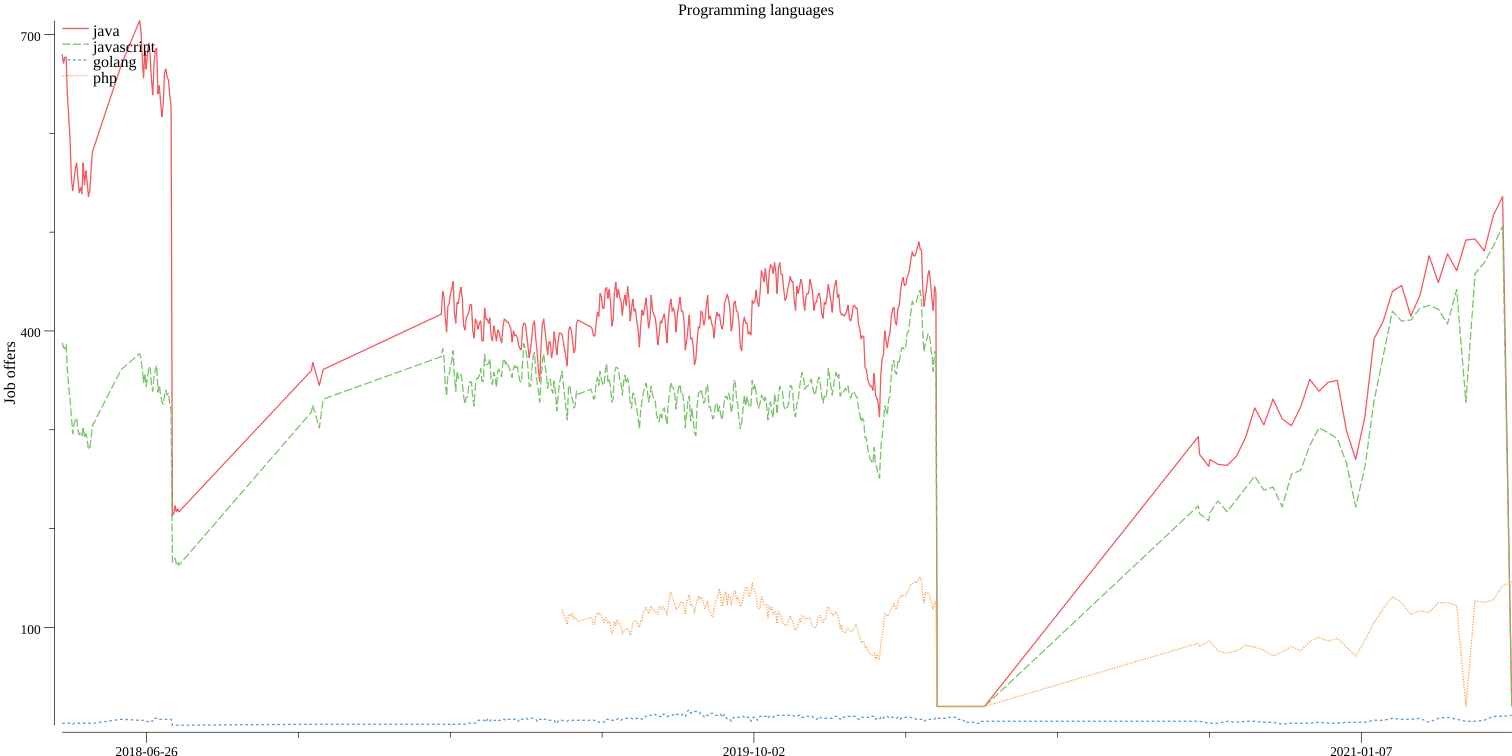 Programming languages
java
javascript
golang
php
700
400
100
Job offers
2018-06-26
2019-10-02
2021-01-07